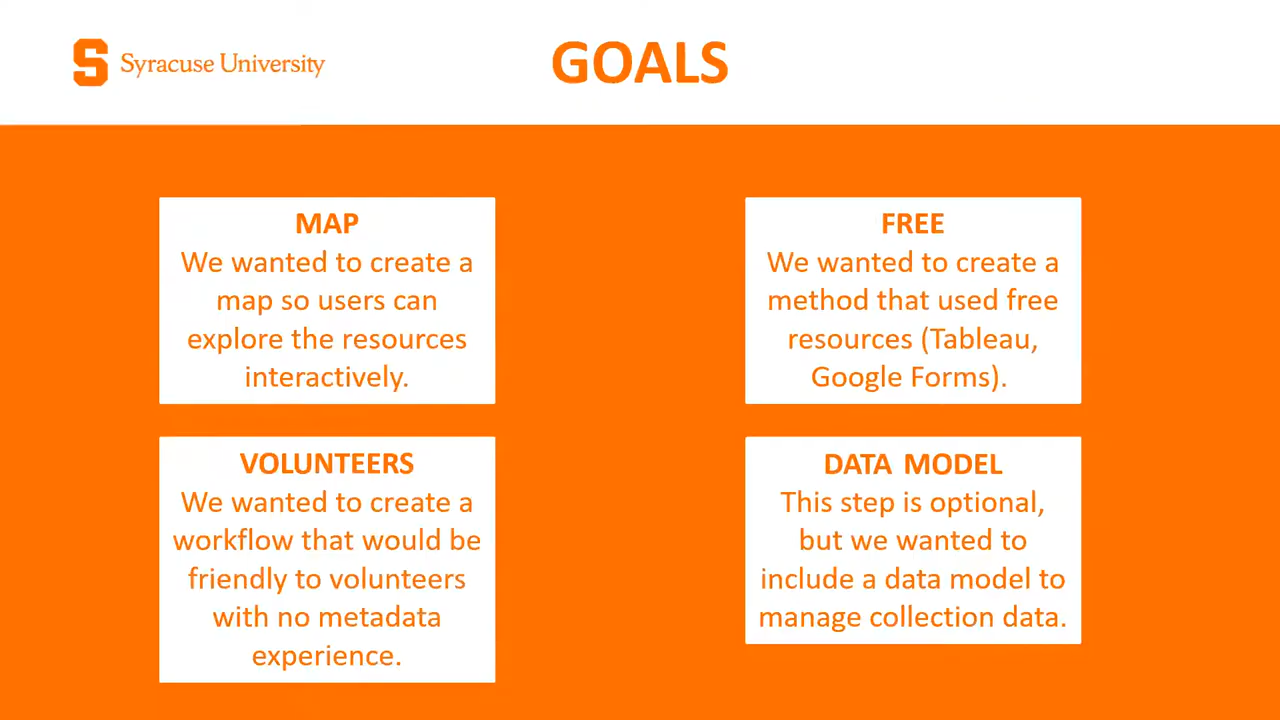 Syracuse University
GOALS
MAP
We wanted to create a
map so users can
explore the resources
interactively.
FREE
We wanted to create a
method that used free
resources (Tableau,
Google Forms).
VOLUNTEERS
We wanted to create a
workflow that would be
friendly to volunteers
with no metadata
experience.
DATA MODEL
This step is optional,
but we wanted to
include a data model to
manage collection data.